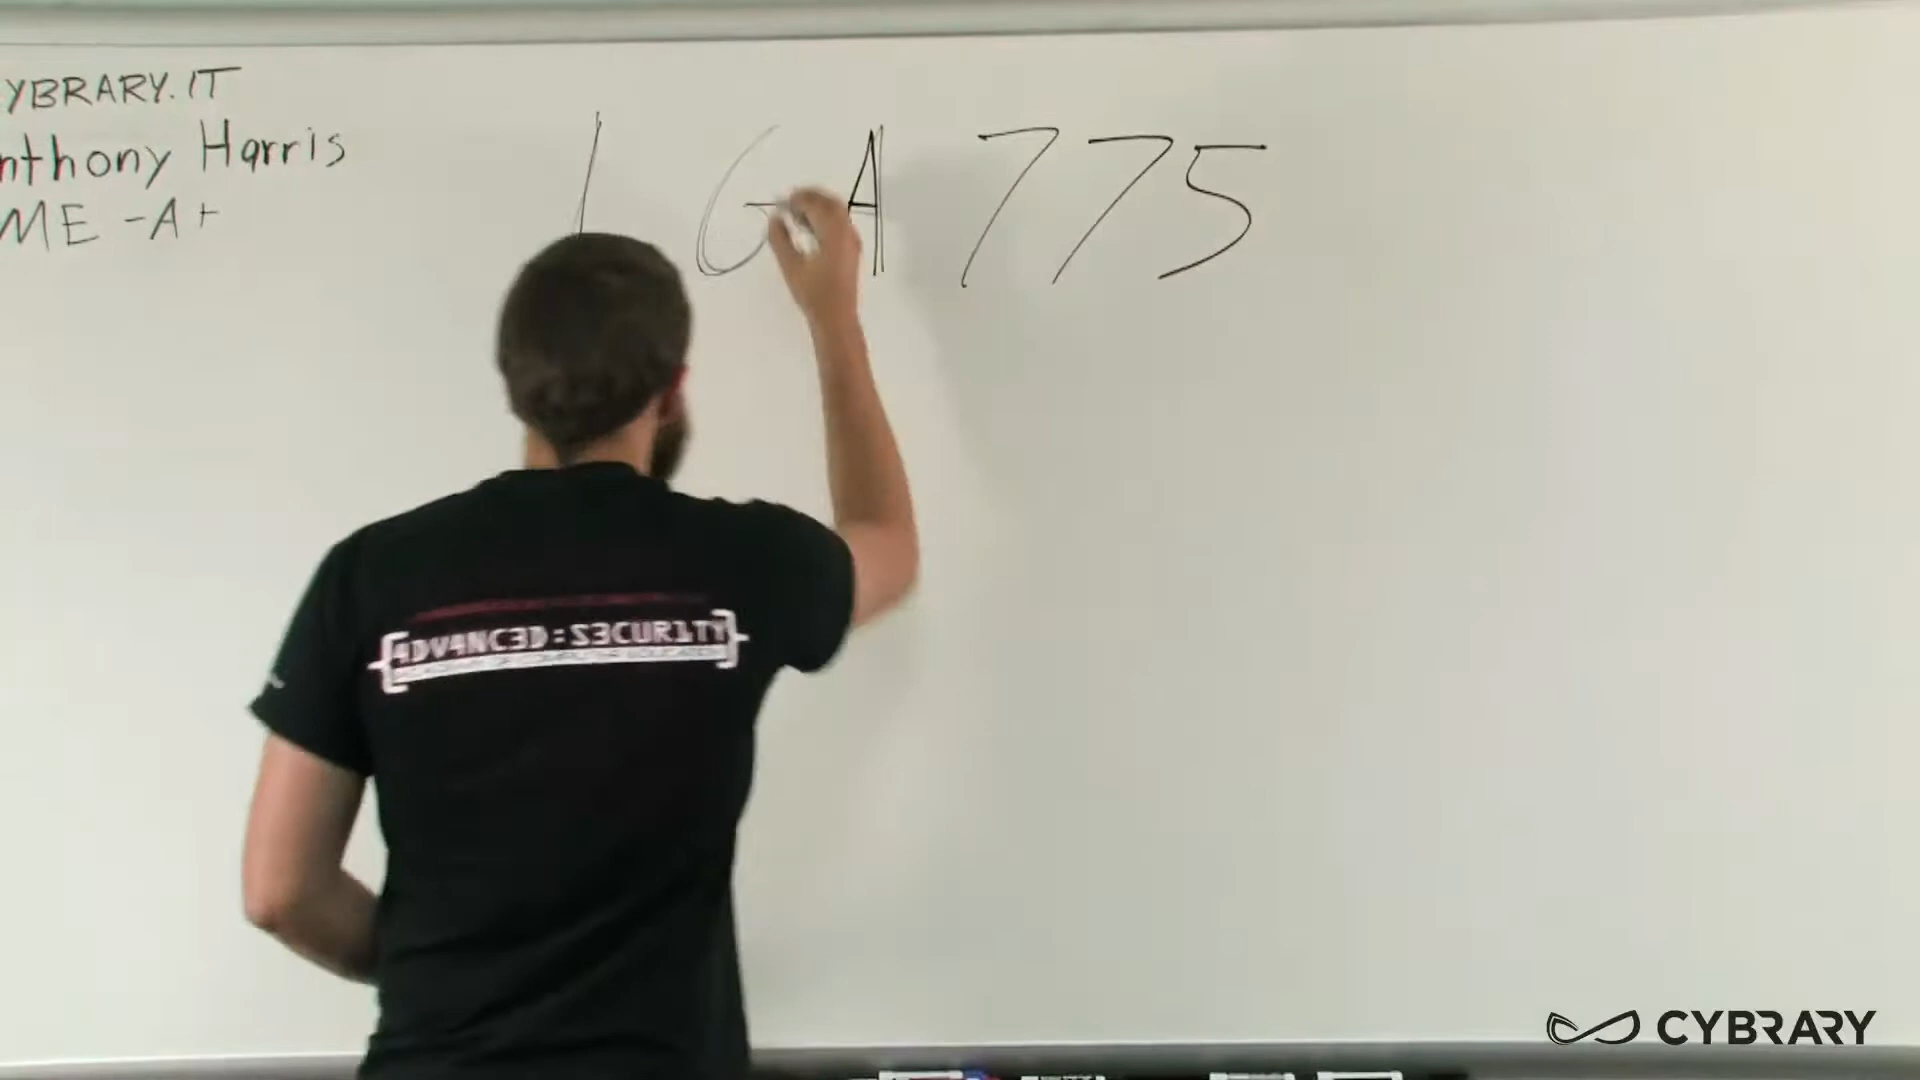 YBRARY.IT
nthony Harris
ME -A+
LGA 775
{4DV4NC3D:S3CUR1TY}
CYBRARY